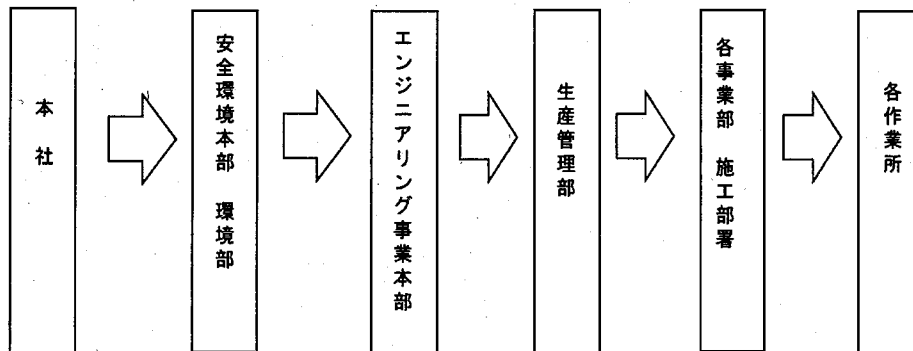 本社
安全環境本部 環境部
エンジニアリング事業本部
生産管理部
各事業部 施工部署
各作業所